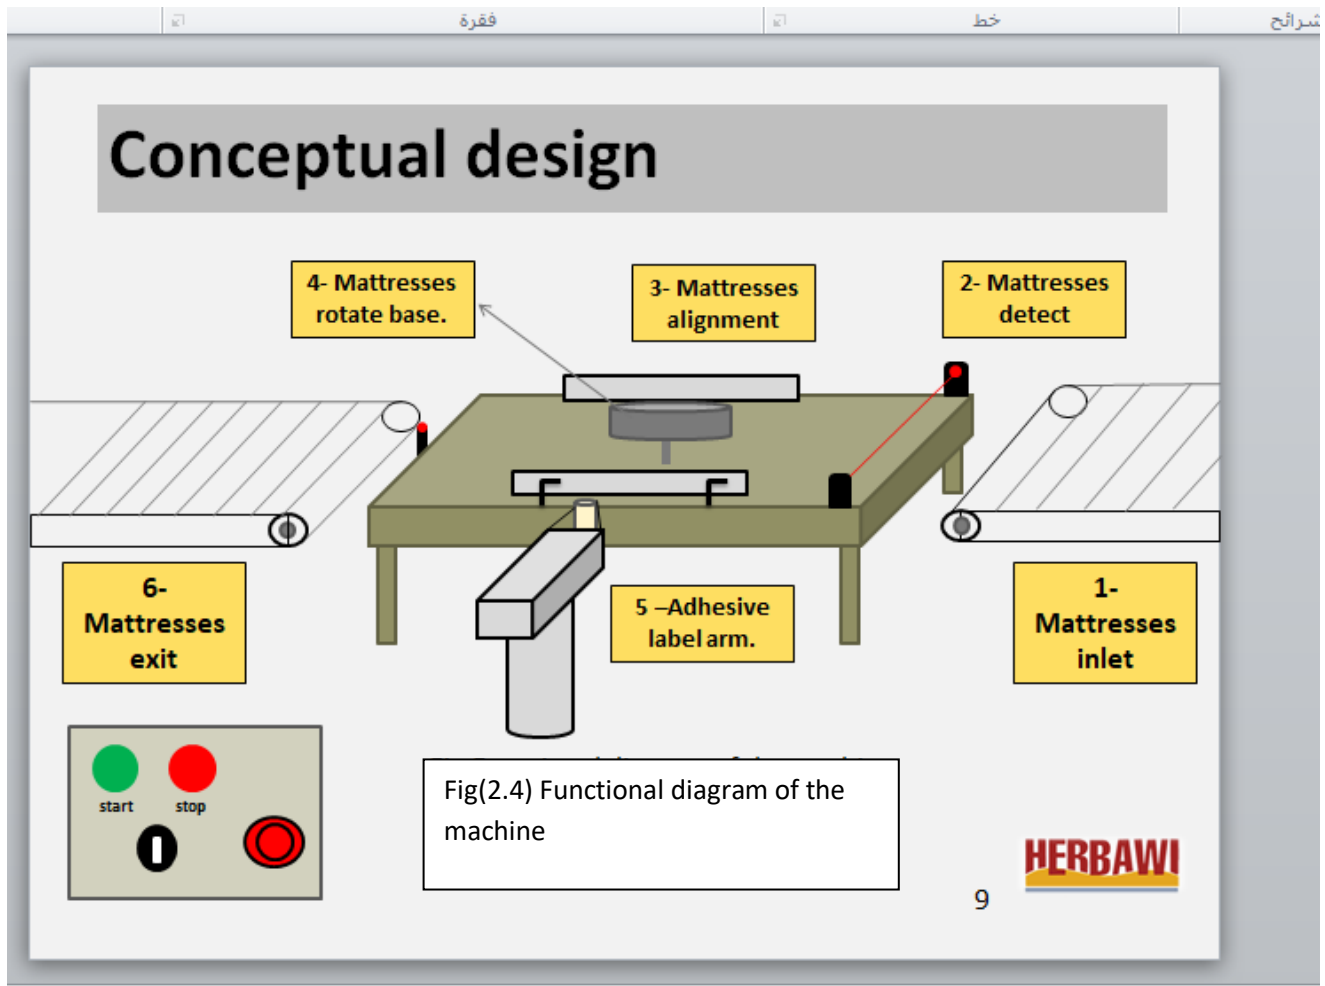 فقرة
خط
شرائح
Conceptual design
4- Mattresses
rotate base.
3- Mattresses
alignment
2- Mattresses
detect
6-
Mattresses
exit
5 –Adhesive
label arm.
1-
Mattresses
inlet
start
stop
Fig(2.4) Functional diagram of the
machine
HERBAWI
9